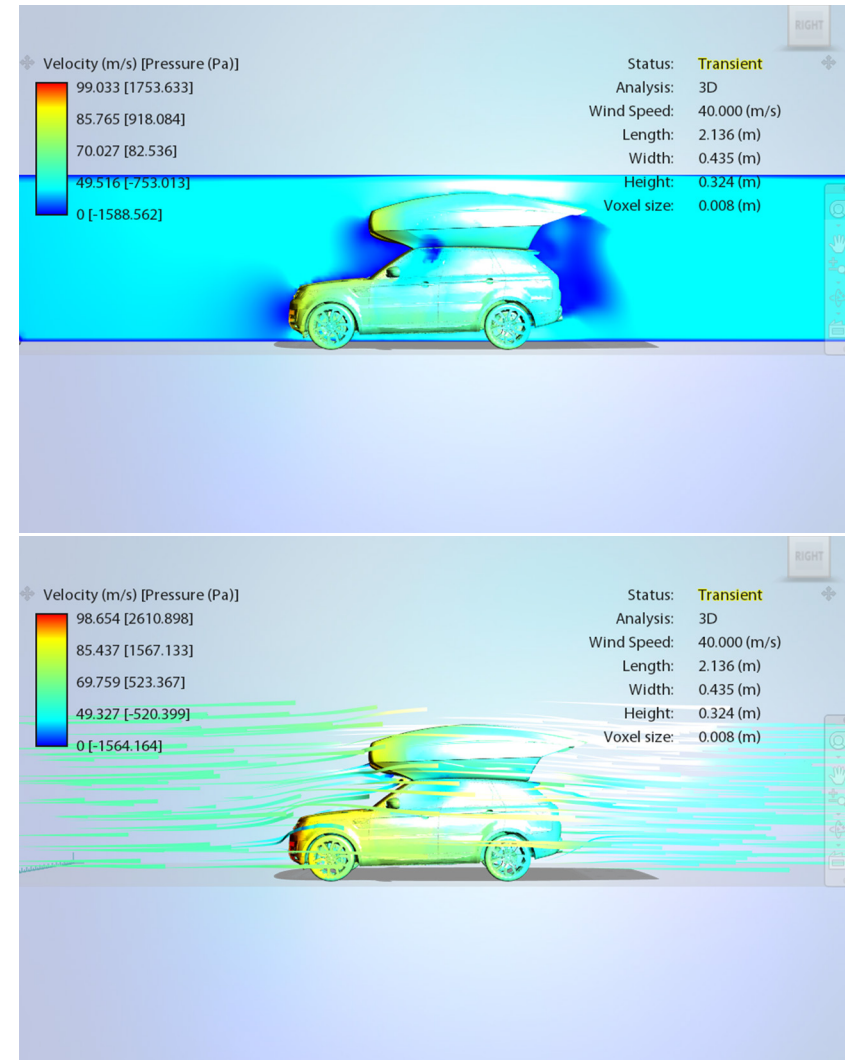 RIGHT
Velocity (m/s) [Pressure (Pa)]
99.033 [1753.633]
85.765 [918.084]
70.027 [82.536]
49.516 [-753.013]
0 [-1588.562]
Status: Transient
Analysis: 3D
Wind Speed: 40.000 (m/s)
Length: 2.136 (m)
Width: 0.435 (m)
Height: 0.324 (m)
Voxel size: 0.008 (m)
RIGHT
Velocity (m/s) [Pressure (Pa)]
98.654 [2610.898]
85.437 [1567.133]
69.759 [523.367]
49.327 [-520.399]
0 [-1564.164]
Status: Transient
Analysis: 3D
Wind Speed: 40.000 (m/s)
Length: 2.136 (m)
Width: 0.435 (m)
Height: 0.324 (m)
Voxel size: 0.008 (m)